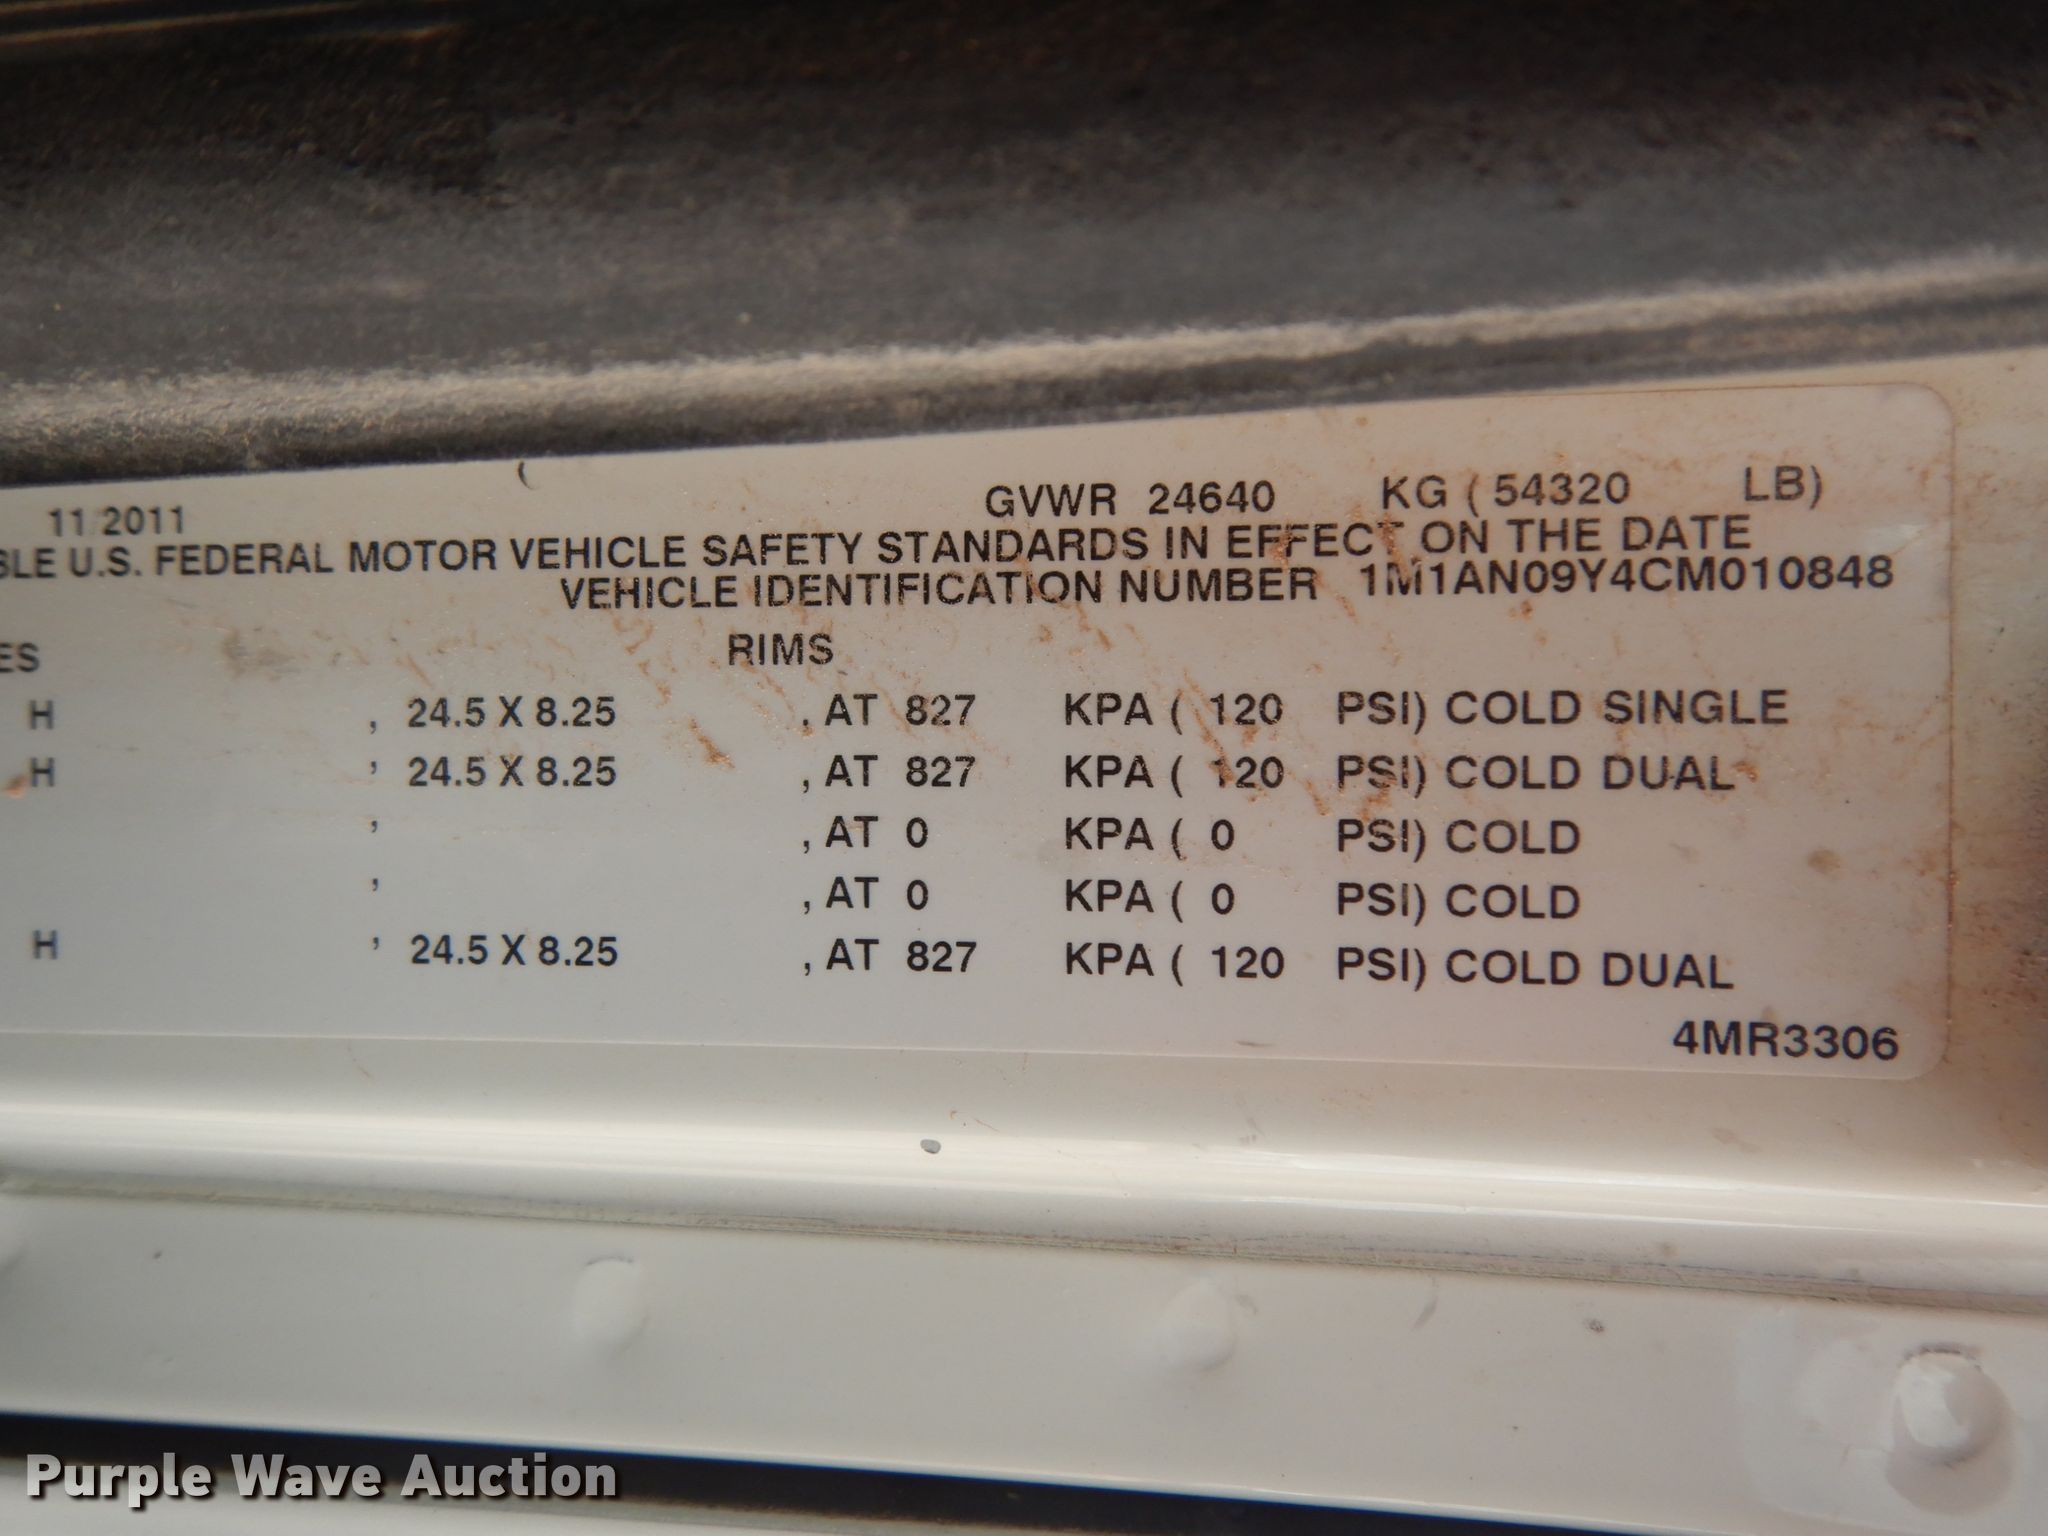 11/2011 GVWR 24640 KG ( 54320 LB)
U.S. FEDERAL MOTOR VEHICLE SAFETY STANDARDS IN EFFECT ON THE DATE
VEHICLE IDENTIFICATION NUMBER 1M1AN09Y4CM010848
ES RIMS
H , 24.5 X 8.25 , AT 827 KPA ( 120 PSI) COLD SINGLE
H , 24.5 X 8.25 , AT 827 KPA ( 120 PSI) COLD DUAL
, , AT 0 KPA ( 0 PSI) COLD
, , AT 0 KPA ( 0 PSI) COLD
H , 24.5 X 8.25 , AT 827 KPA ( 120 PSI) COLD DUAL
4MR3306
Purple Wave Auction